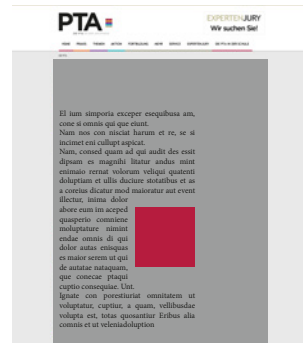 PTA
EXPERTENJURY
Wir suchen Sie!
El ium simporia exceper esequibusa am,
cone si omnis qui que eiunt.
Nam nos con nisciat harum et re, se si
incimet eni cullupt aspicat.
Nam, consed quam ad qui audit des essit
dipsam es magnihi litatur andus mint
enimaio rernat volorum veliqui quatenti
doluptiam et ullis duciure stotatibus et as
a coreius dicatur mod maioratur aut event
illectur, inima dolor
abore eum im aceped
quasperio comniene
moluptature nimint
endae omnis di qui
dolor autas enisquas
es maior serem ut qui
de autatae nataquam,
que conecae ptaqui
cuptio consequiae. Unt.
Ignate con porestiuriat omnitatem ut
voluptatur, cuptiur, a quam, vellibusdae
volupta est, totas quosantiur Eribus alia
comnis et ut veleniadoluption